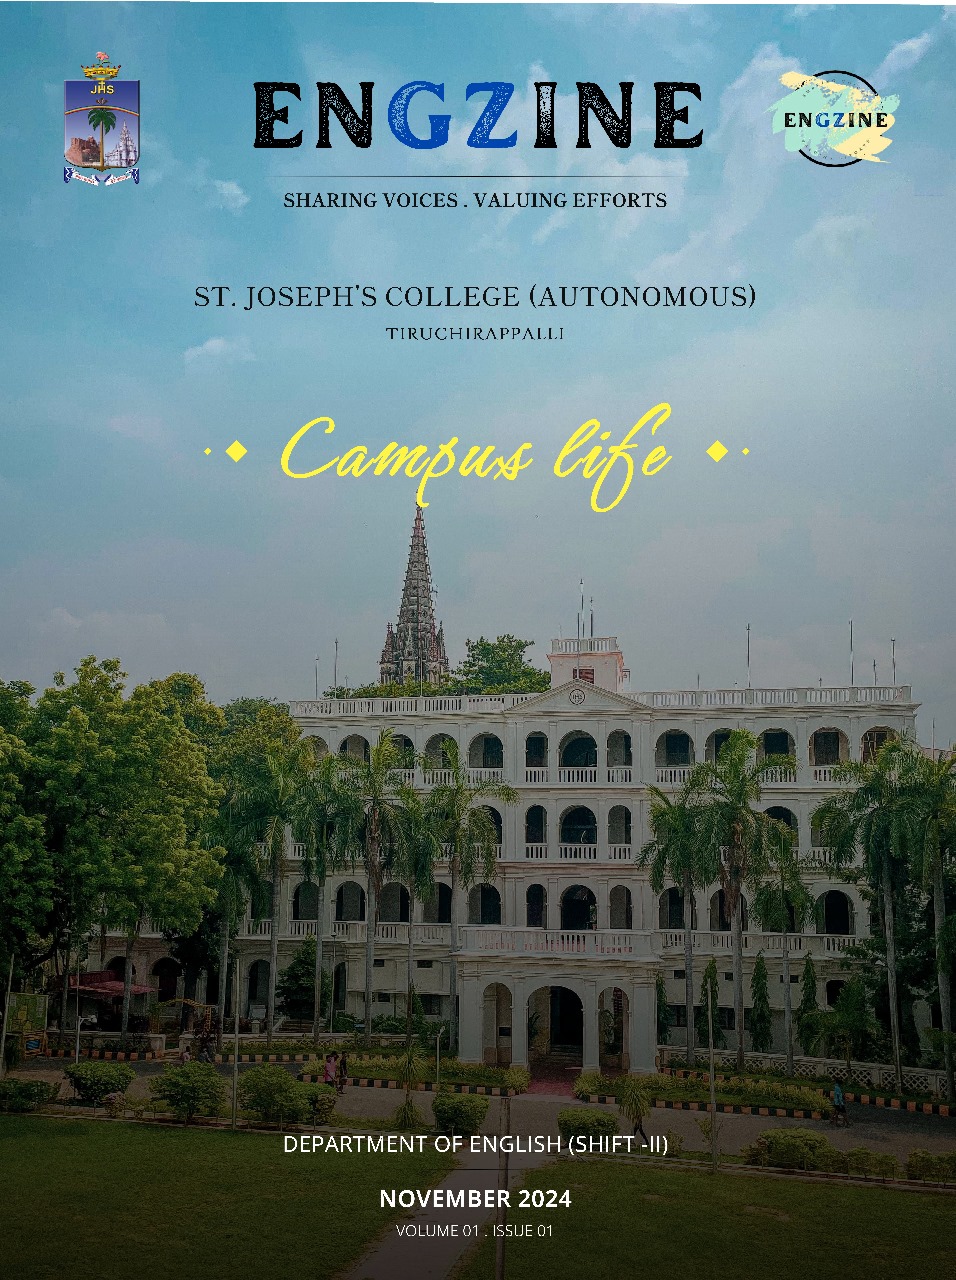 JHS
ENGZINE
ENGZINE
SHARING VOICES . VALUING EFFORTS
ST. JOSEPH'S COLLEGE (AUTONOMOUS)
TIRUCHIRAPPALLI
Campus life
DEPARTMENT OF ENGLISH (SHIFT -II)
NOVEMBER 2024
VOLUME 01 . ISSUE 01